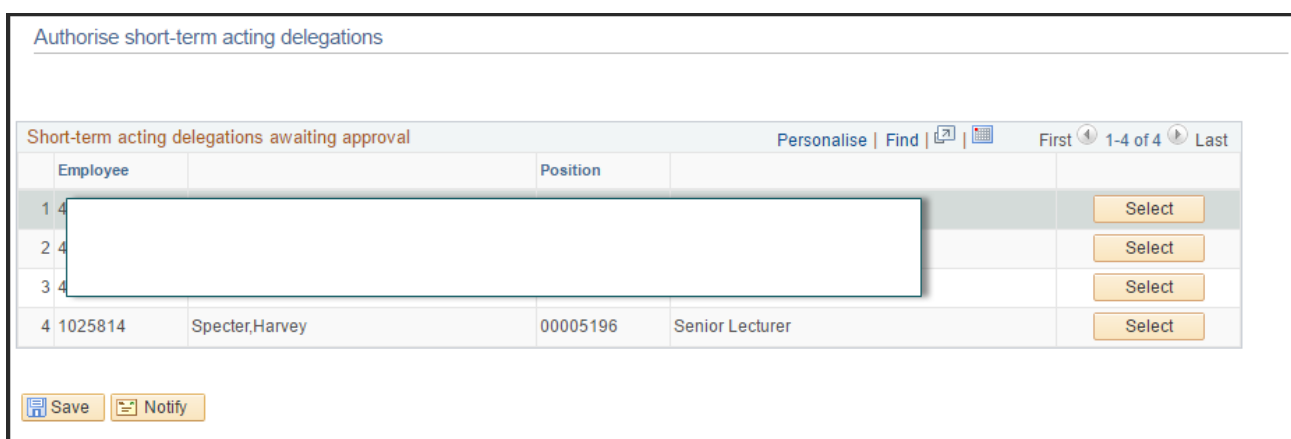 Authorise short-term acting delegations
Short-term acting delegations awaiting approval Personalise | Find | | First 1-4 of 4 Last
Employee Position
1 4 Select
2 4 Select
3 4 Select
4 1025814 Specter,Harvey 00005196 Senior Lecturer Select
Save Notify